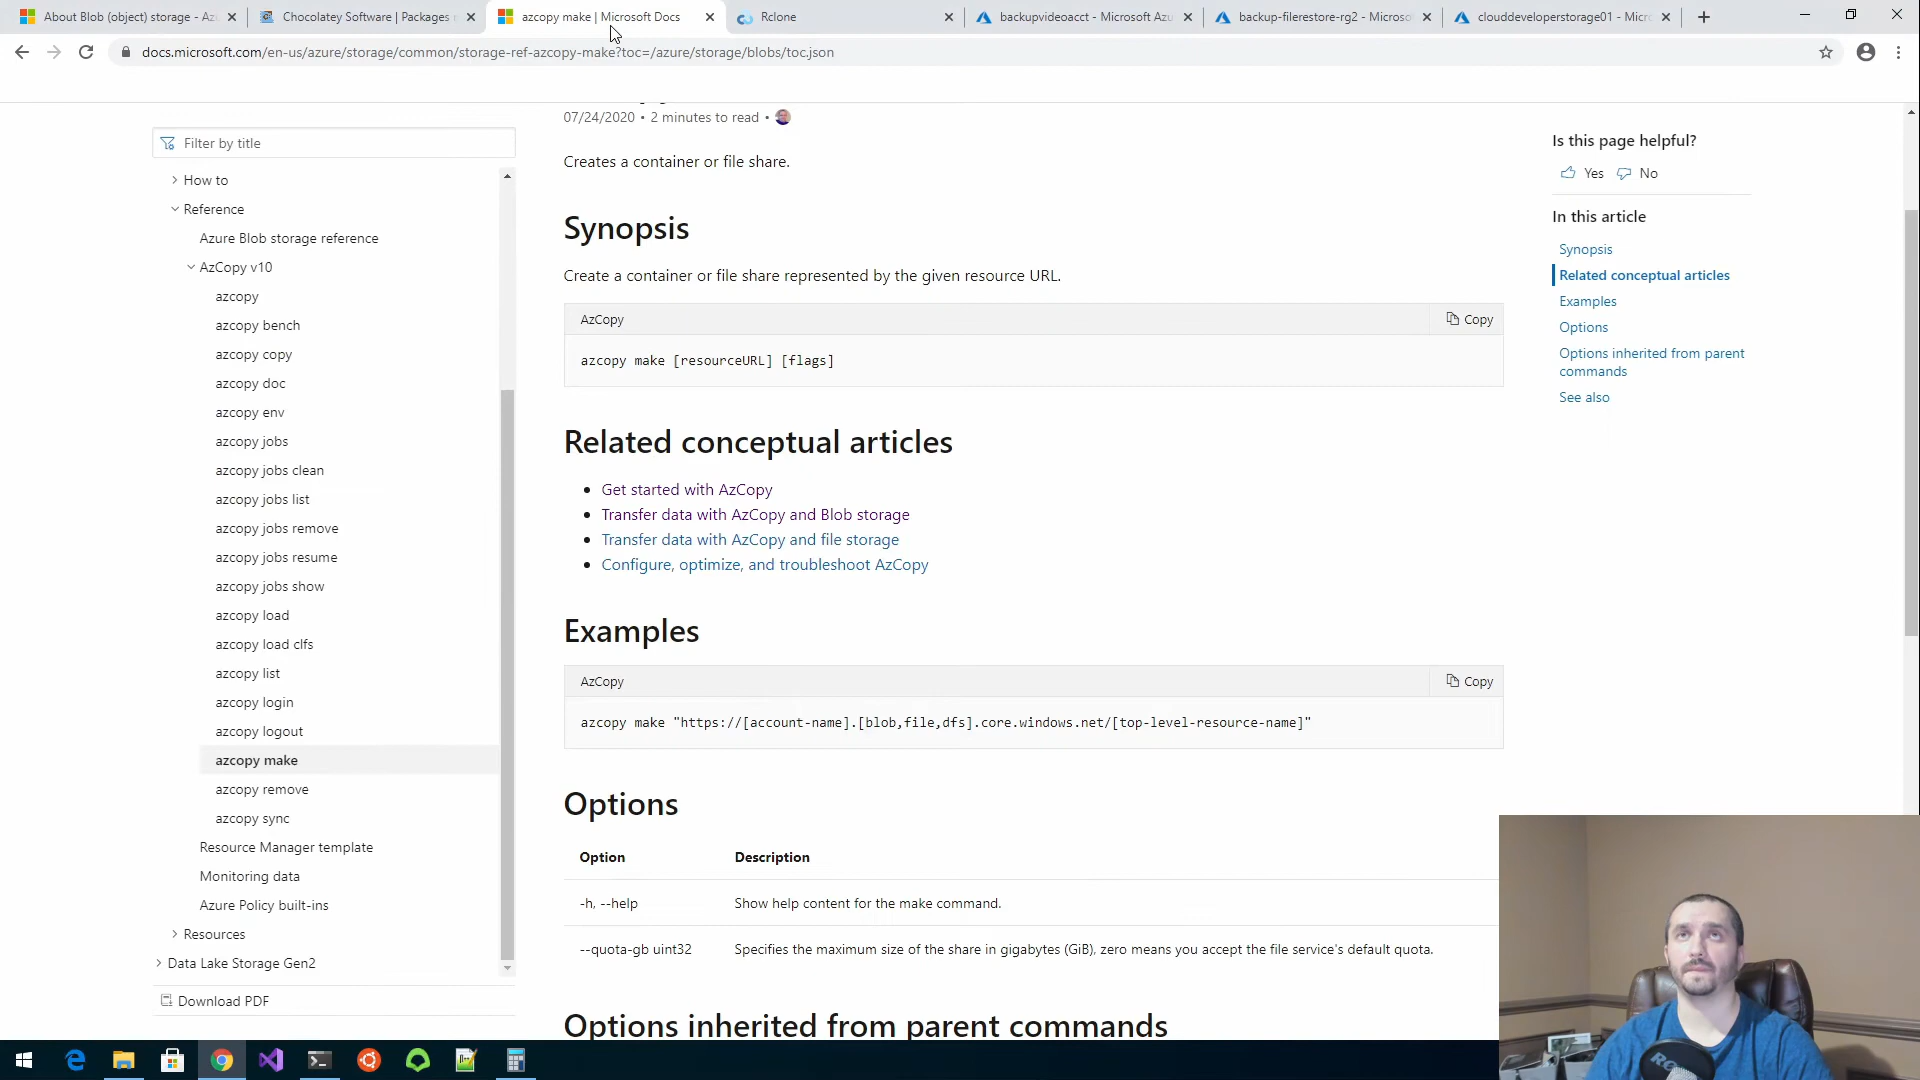 About Blob (object) storage - Az
Chocolatey Software | Packages
azcopy make | Microsoft Docs
Rclone
backupvideoacct - Microsoft Azu
backup-filerestore-rg2 - Microso
clouddeveloperstorage01 - Micr
docs.microsoft.com/en-us/azure/storage/common/storage-ref-azcopy-make?toc=/azure/storage/blobs/toc.json
07/24/2020 • 2 minutes to read •
Creates a container or file share.
Synopsis
Create a container or file share represented by the given resource URL.
AzCopy
Copy
azcopy make [resourceURL] [flags]
Related conceptual articles
• Get started with AzCopy
• Transfer data with AzCopy and Blob storage
• Transfer data with AzCopy and file storage
• Configure, optimize, and troubleshoot AzCopy
Examples
AzCopy
Copy
azcopy make "https://[account-name].[blob,file,dfs].core.windows.net/[top-level-resource-name]"
Options
Option Description
-h, --help Show help content for the make command.
--quota-gb uint32 Specifies the maximum size of the share in gigabytes (GiB), zero means you accept the file service's default quota.
Options inherited from parent commands
Filter by title
How to
Reference
Azure Blob storage reference
AzCopy v10
azcopy
azcopy bench
azcopy copy
azcopy doc
azcopy env
azcopy jobs
azcopy jobs clean
azcopy jobs list
azcopy jobs remove
azcopy jobs resume
azcopy jobs show
azcopy load
azcopy load clfs
azcopy list
azcopy login
azcopy logout
azcopy make
azcopy remove
azcopy sync
Resource Manager template
Monitoring data
Azure Policy built-ins
Resources
Data Lake Storage Gen2
Download PDF
Is this page helpful?
Yes No
In this article
Synopsis
Related conceptual articles
Examples
Options
Options inherited from parent
commands
See also